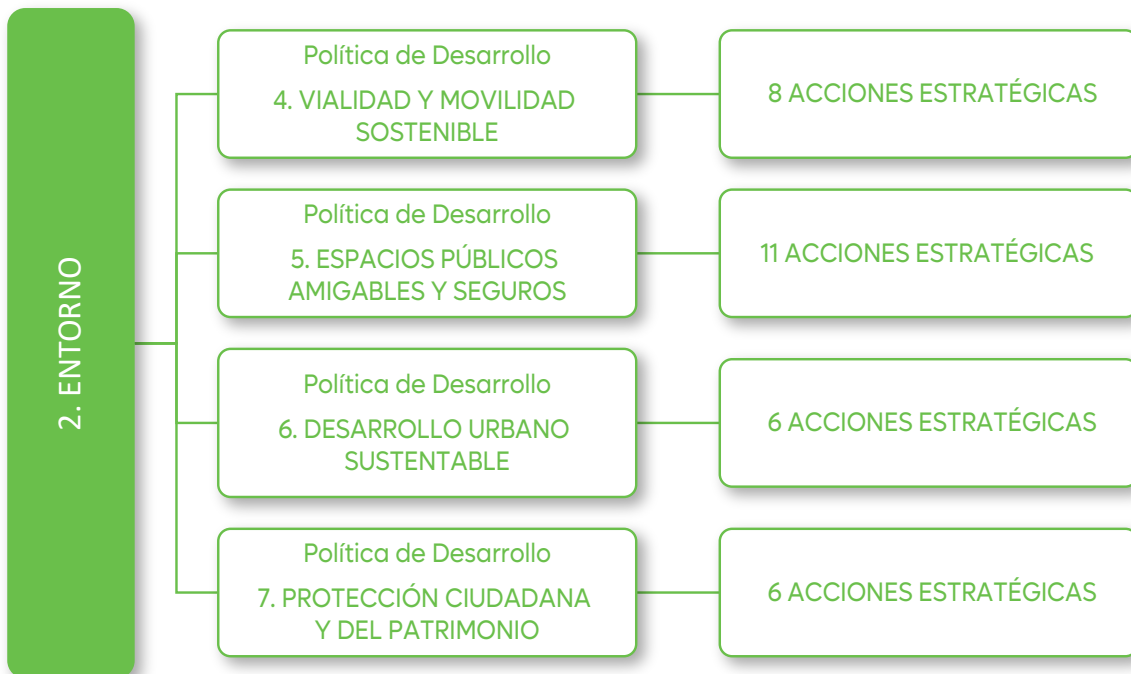 2. ENTORNO
Política de Desarrollo
4. VIALIDAD Y MOVILIDAD
SOSTENIBLE
8 ACCIONES ESTRATÉGICAS
Política de Desarrollo
5. ESPACIOS PÚBLICOS
AMIGABLES Y SEGUROS
11 ACCIONES ESTRATÉGICAS
Política de Desarrollo
6. DESARROLLO URBANO
SUSTENTABLE
6 ACCIONES ESTRATÉGICAS
Política de Desarrollo
7. PROTECCIÓN CIUDADANA
Y DEL PATRIMONIO
6 ACCIONES ESTRATÉGICAS